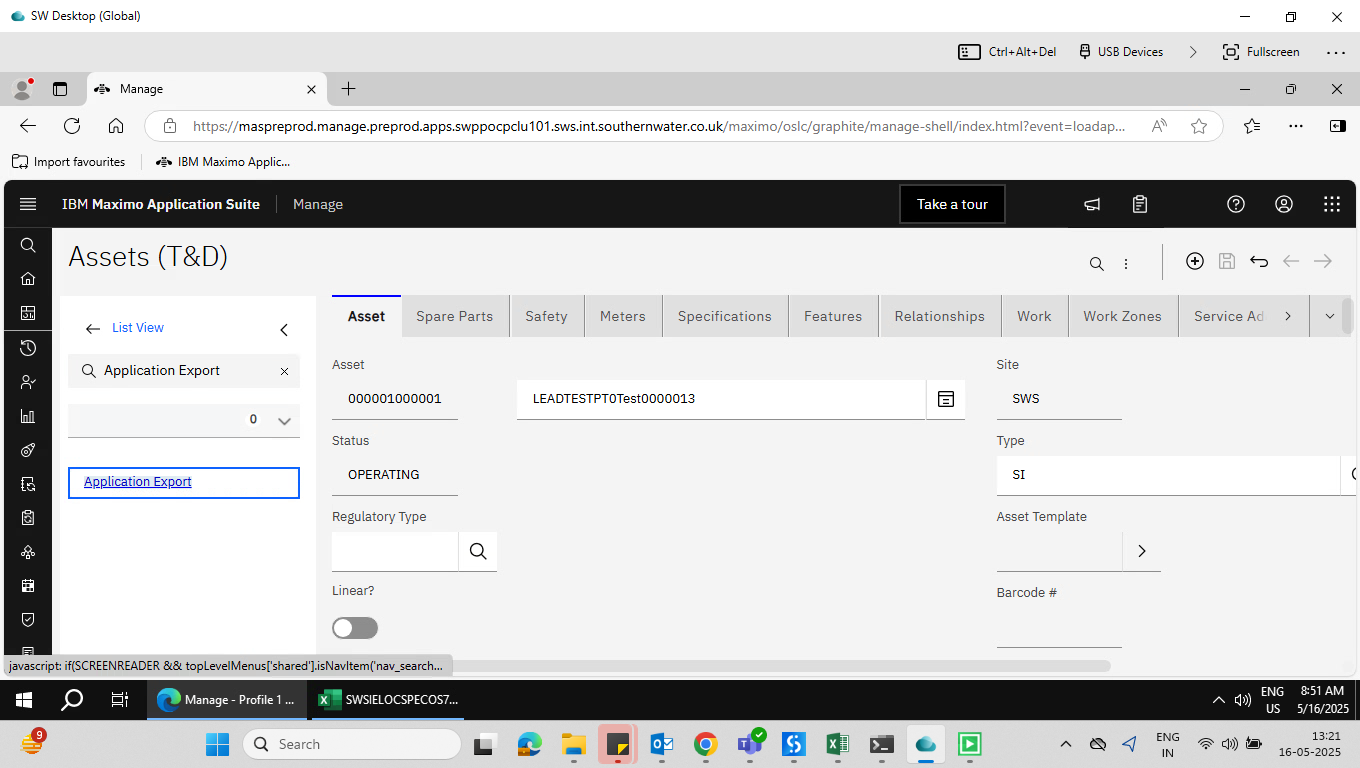 SW Desktop (Global)
Ctrl+Alt+Del
USB Devices
Fullscreen
Manage
https://maspreprod.manage.preprod.apps.swppocpclu101.sws.int.southernwater.co.uk/maximo/oslc/graphite/manage-shell/index.html?event=loadap...
Import favourites
IBM Maximo Applic...
IBM Maximo Application Suite
Manage
Take a tour
Assets (T&D)
List View
Application Export
0
Application Export
Asset
Spare Parts
Safety
Meters
Specifications
Features
Relationships
Work
Work Zones
Service Ad
Asset
000001000001
LEADTESTPT0Test0000013
Site
SWS
Status
OPERATING
Type
SI
Regulatory Type
Asset Template
Linear?
Barcode #
javascript: if(SCREENREADER && topLevelMenus['shared'].isNavItem('nav_search...
Manage - Profile 1 ...
SWSIELOCSPECOS7...
ENG
US
8:51 AM
5/16/2025
9
Search
ENG
IN
13:21
16-05-2025